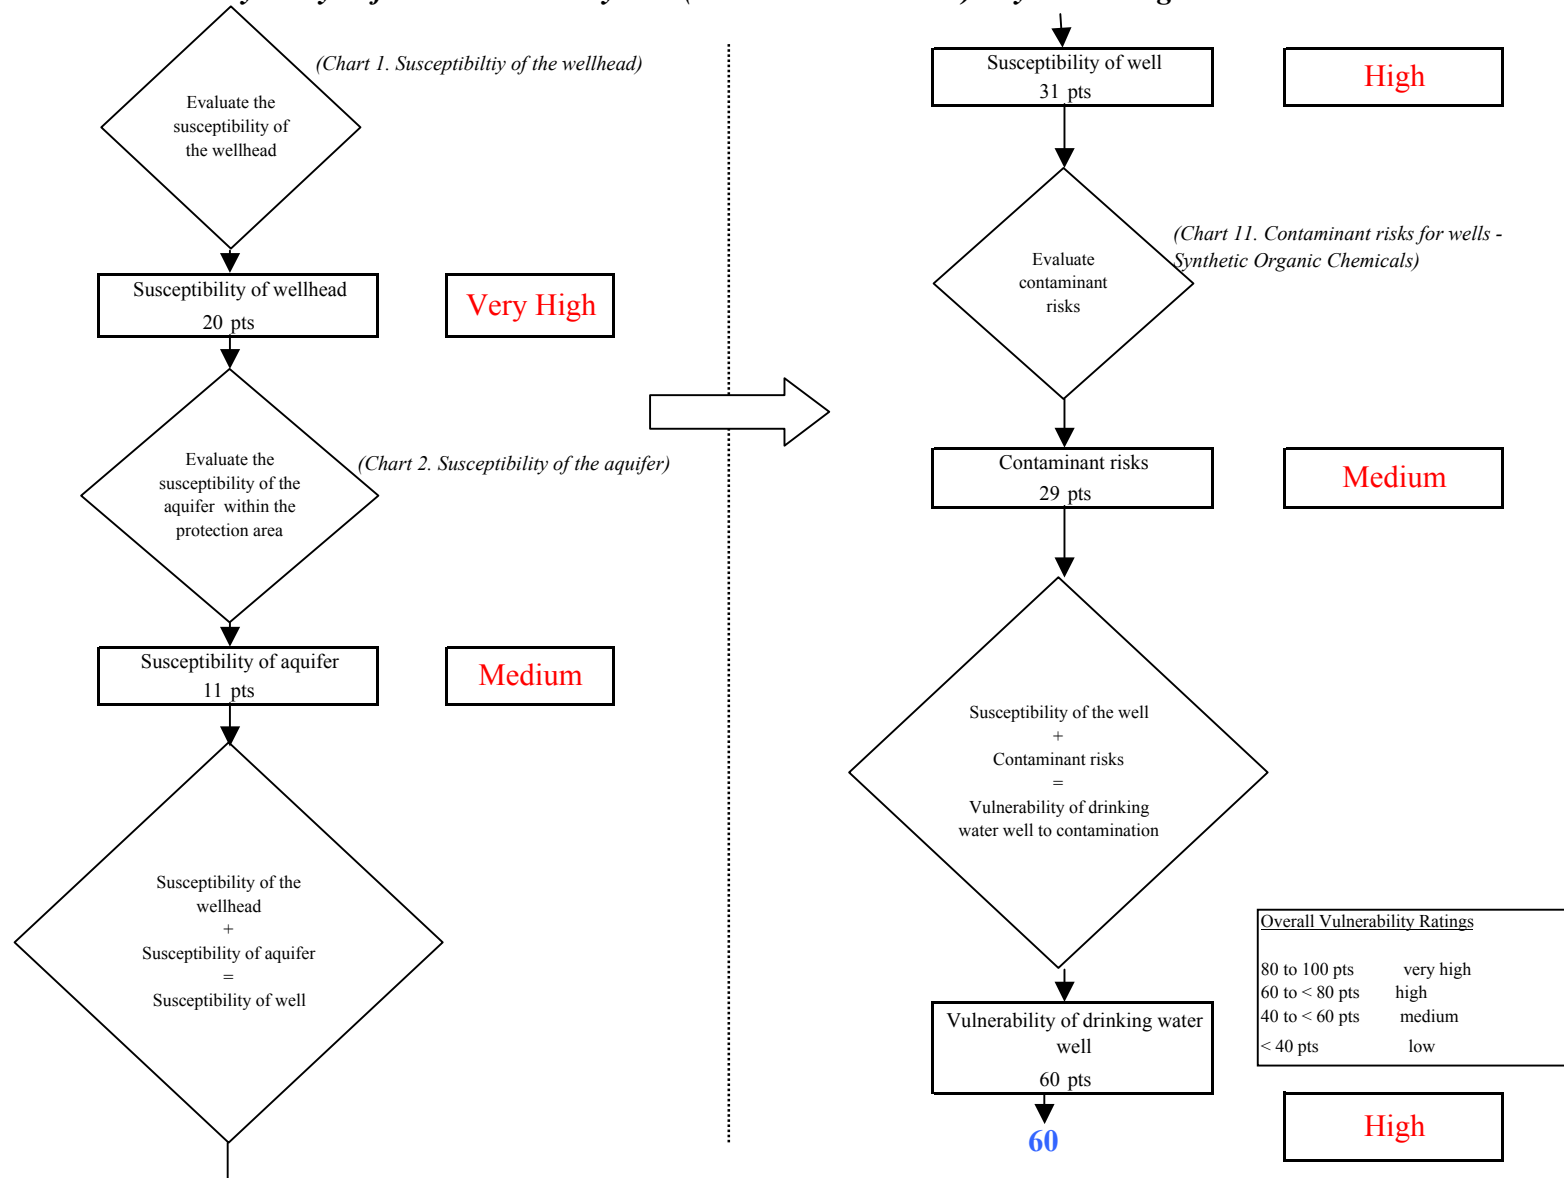 (Chart 1. Susceptibiltiy of the wellhead)
Evaluate the
susceptibility of
the wellhead
Susceptibility of wellhead
20 pts
Very High
Evaluate the
susceptibility of the
aquifer within the
protection area
(Chart 2. Susceptibility of the aquifer)
Susceptibility of aquifer
11 pts
Medium
Susceptibility of the
wellhead
+
Susceptibility of aquifer
=
Susceptibility of well
Susceptibility of well
31 pts
High
(Chart 11. Contaminant risks for wells -
Synthetic Organic Chemicals)
Evaluate
contaminant
risks
Contaminant risks
29 pts
Medium
Susceptibility of the well
+
Contaminant risks
=
Vulnerability of drinking
water well to contamination
Overall Vulnerability Ratings
80 to 100 pts very high
60 to < 80 pts high
40 to < 60 pts medium
< 40 pts low
Vulnerability of drinking water
well
60 pts
60
High